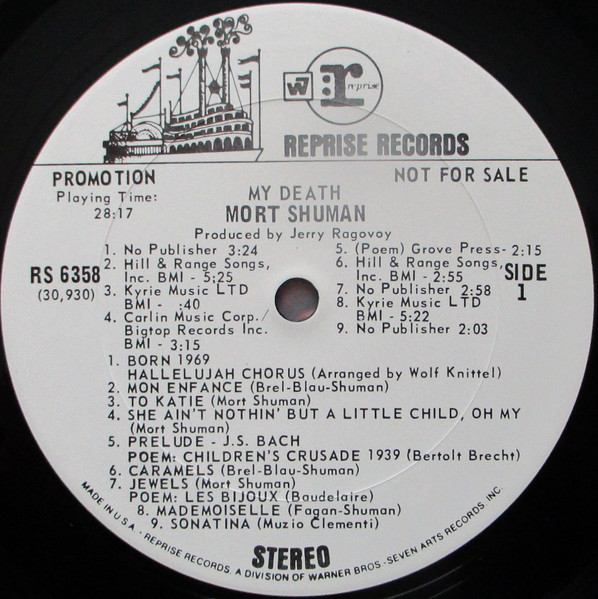 W7 r reprise
REPRISE RECORDS
PROMOTION
NOT FOR SALE
Playing Time:
28:17
MY DEATH
MORT SHUMAN
Produced by Jerry Ragovoy
RS 6358
(30,930)
1. No Publisher 3:24
2. Hill & Range Songs,
Inc. BMI - 5:25
3. Kyrie Music LTD
BMI - :40
4. Carlin Music Corp./
Bigtop Records Inc.
BMI - 3:15
5. (Poem) Grove Press- 2:15
6. Hill & Range Songs,
Inc. BMI - 2:55
7. No Publisher 2:58
8. Kyrie Music LTD
BMI - 5:22
9. No Publisher 2:03
SIDE
1
1. BORN 1969
HALLELUJAH CHORUS (Arranged by Wolf Knittel)
2. MON ENFANCE (Brel-Blau-Shuman)
3. TO KATIE (Mort Shuman)
4. SHE AIN'T NOTHIN' BUT A LITTLE CHILD, OH MY
(Mort Shuman)
5. PRELUDE - J.S. BACH
POEM: CHILDREN'S CRUSADE 1939 (Bertolt Brecht)
6. CARAMELS (Brel-Blau-Shuman)
7. JEWELS (Mort Shuman)
POEM: LES BIJOUX (Baudelaire)
8. MADEMOISELLE (Fagan-Shuman)
9. SONATINA (Muzio Clementi)
STEREO
MADE IN U.S.A. · REPRISE RECORDS, A DIVISION OF WARNER BROS.-SEVEN ARTS RECORDS, INC.